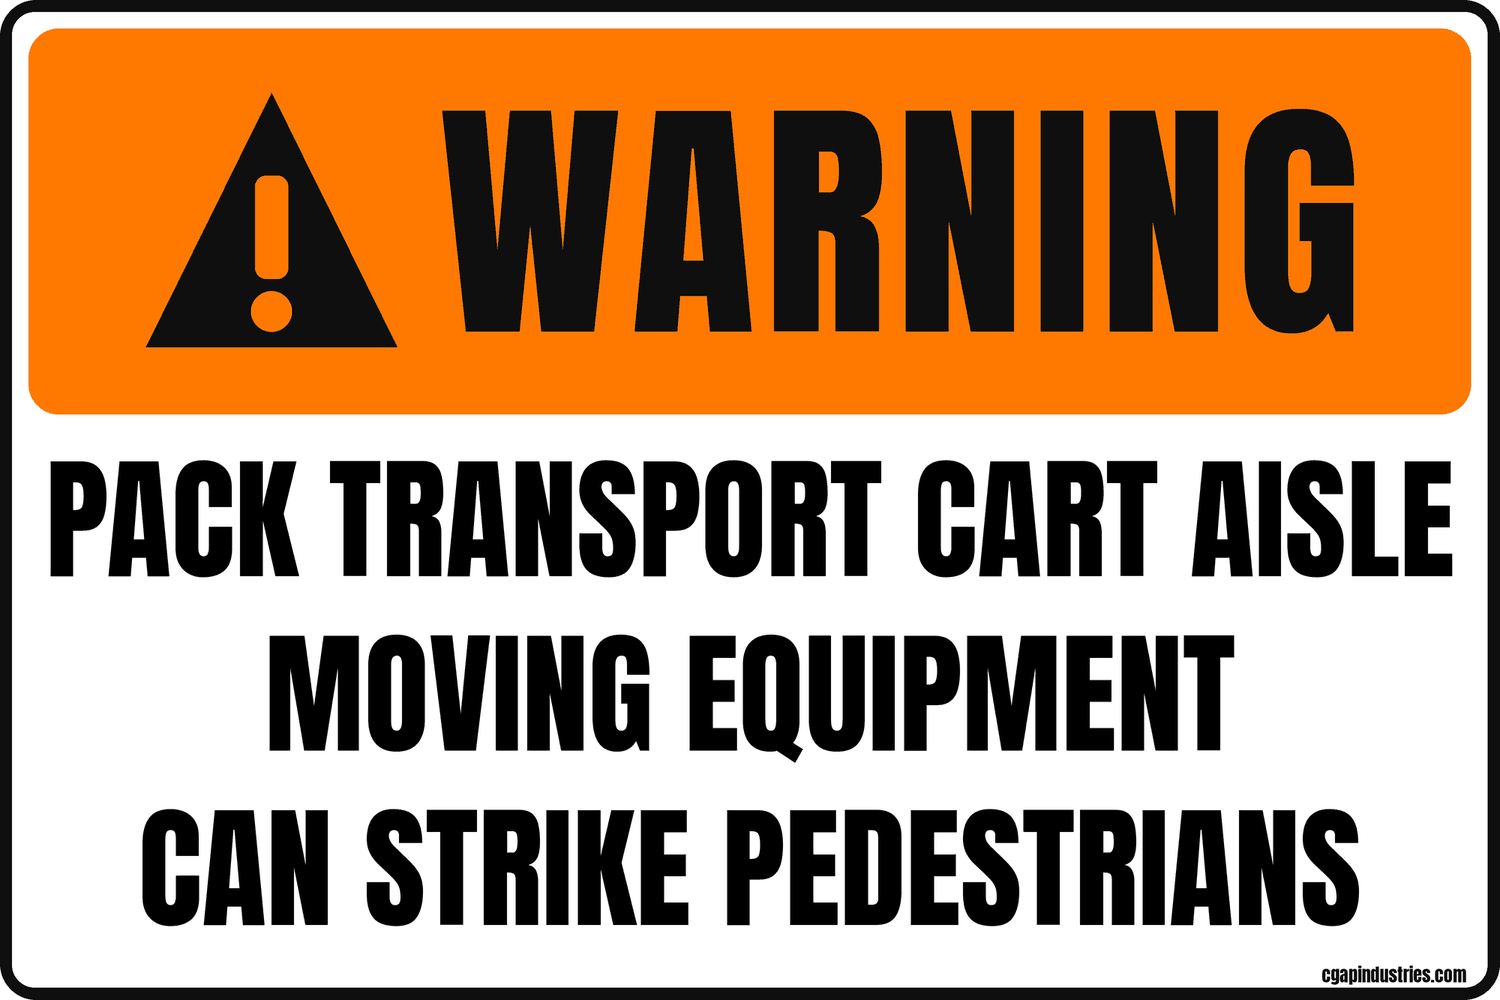 WARNING
PACK TRANSPORT CART AISLE
MOVING EQUIPMENT
CAN STRIKE PEDESTRIANS
cgapindustries.com